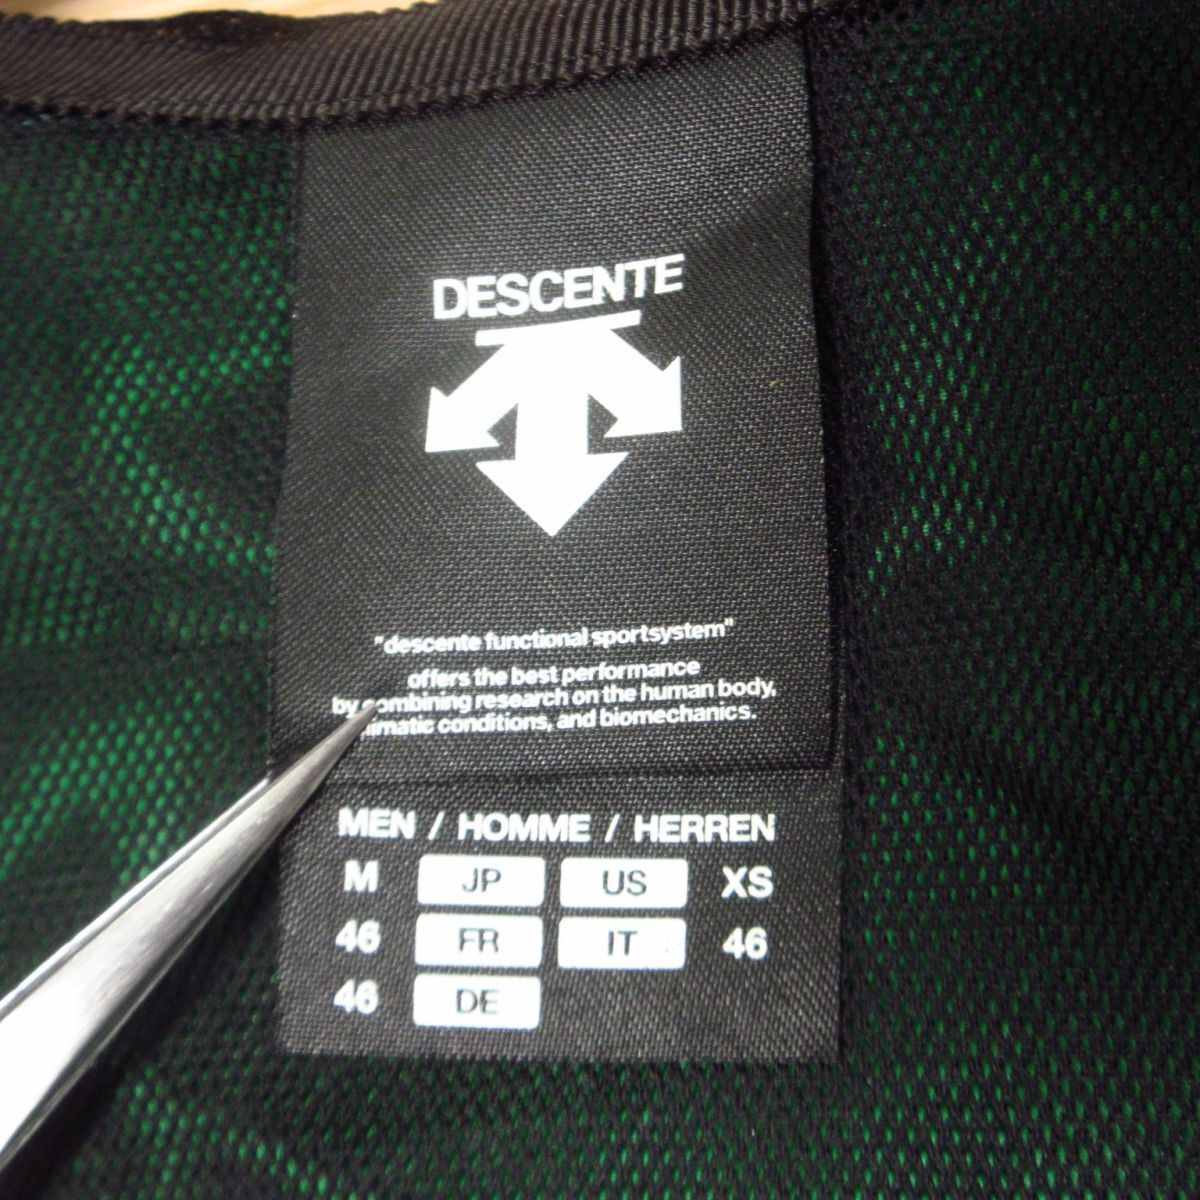 DESCENTE
"descente functional sportsystem"
offers the best performance
by combining research on the human body,
climatic conditions, and biomechanics.
MEN / HOMME / HERREN
M JP US XS
46 FR IT 46
46 DE